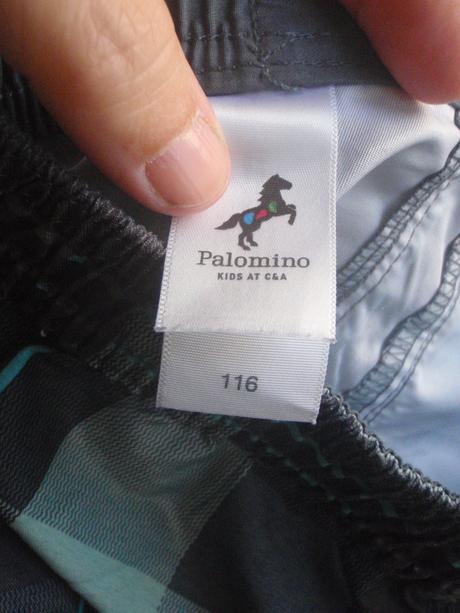 Palomino
KIDS AT C&A
116